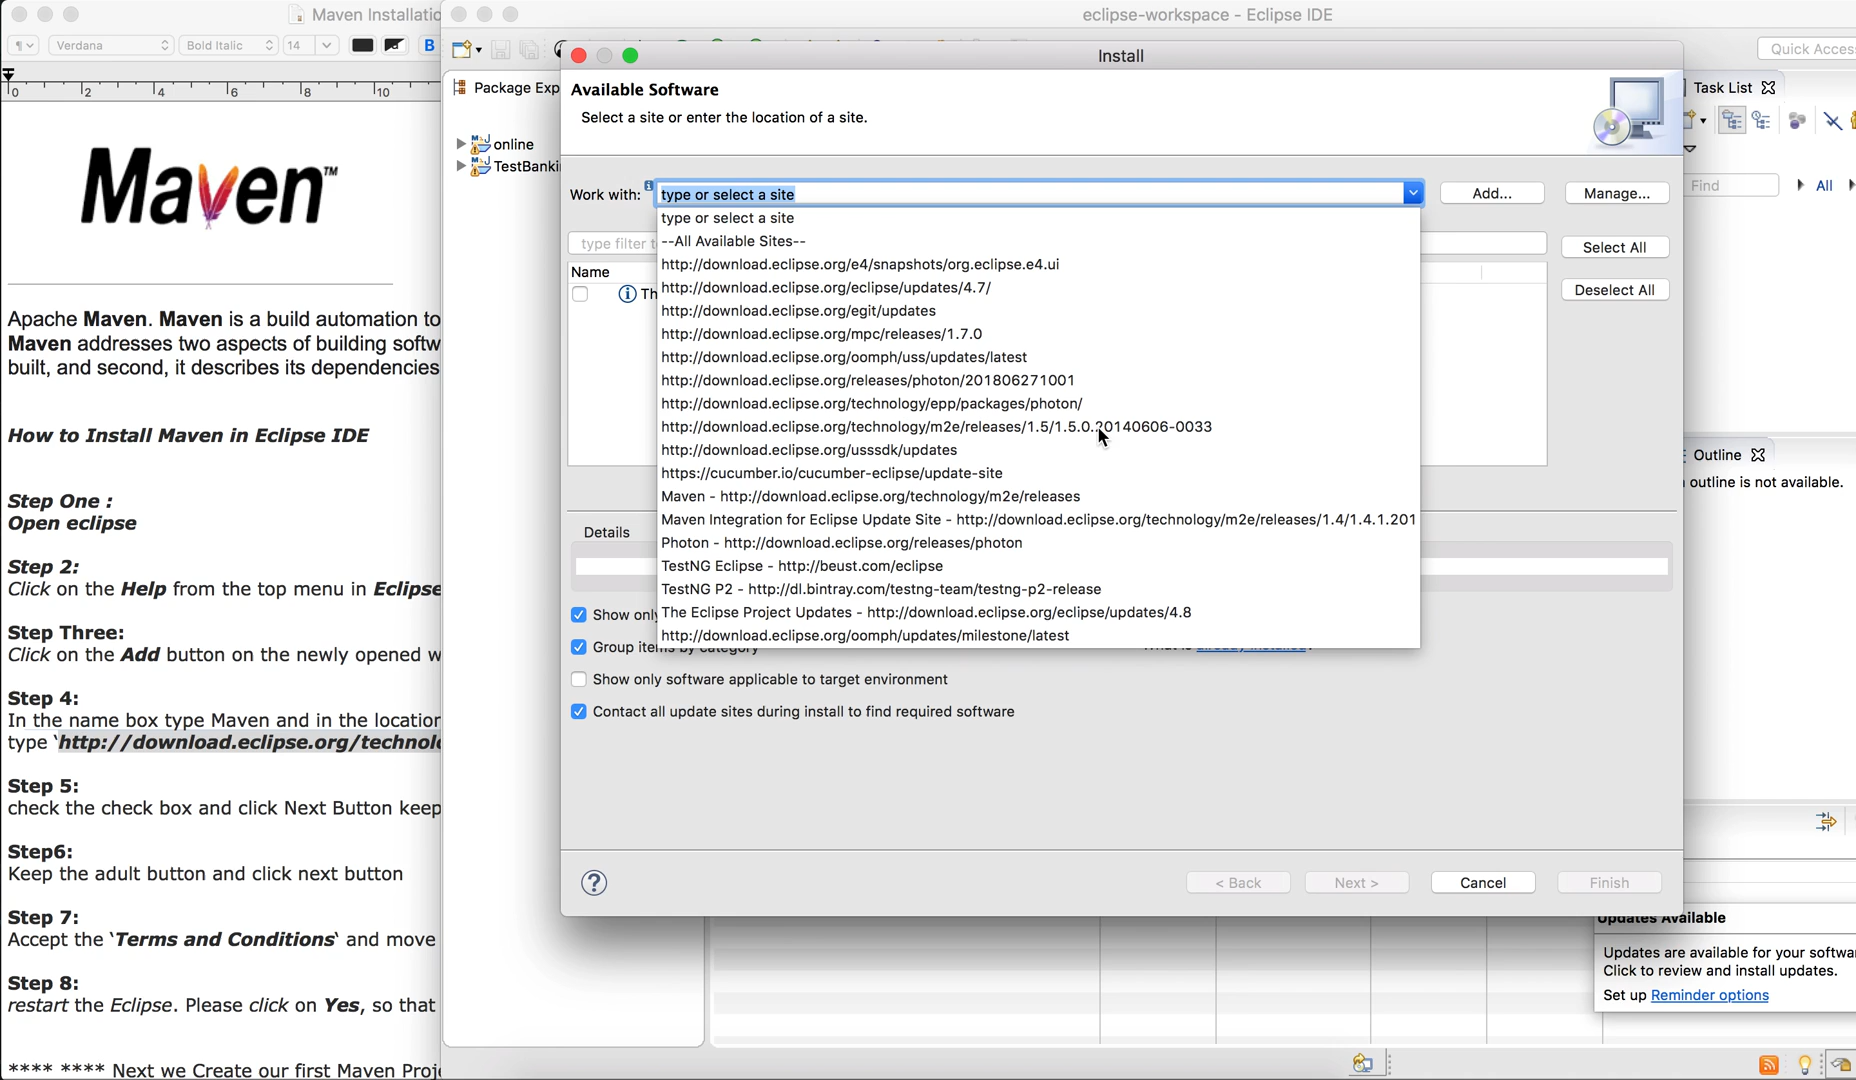 Maven Installatio
Verdana
Bold Italic
14
B
0 2 4 6 8 10
Maven™
Apache Maven. Maven is a build automation to
Maven addresses two aspects of building softw
built, and second, it describes its dependencies
How to Install Maven in Eclipse IDE
Step One :
Open eclipse
Step 2:
Click on the Help from the top menu in Eclipse
Step Three:
Click on the Add button on the newly opened w
Step 4:
In the name box type Maven and in the location
type `http://download.eclipse.org/technolo
Step 5:
check the check box and click Next Button keep
Step6:
Keep the adult button and click next button
Step 7:
Accept the `Terms and Conditions` and move
Step 8:
restart the Eclipse. Please click on Yes, so that
**** **** Next we Create our first Maven Proje
eclipse-workspace - Eclipse IDE
Quick Acces
Package Exp
online
TestBanki
Install
Available Software
Select a site or enter the location of a site.
Work with:
type or select a site
Add...
Manage...
type or select a site
--All Available Sites--
http://download.eclipse.org/e4/snapshots/org.eclipse.e4.ui
http://download.eclipse.org/eclipse/updates/4.7/
http://download.eclipse.org/egit/updates
http://download.eclipse.org/mpc/releases/1.7.0
http://download.eclipse.org/oomph/uss/updates/latest
http://download.eclipse.org/releases/photon/201806271001
http://download.eclipse.org/technology/epp/packages/photon/
http://download.eclipse.org/technology/m2e/releases/1.5/1.5.0.20140606-0033
http://download.eclipse.org/usssdk/updates
https://cucumber.io/cucumber-eclipse/update-site
Maven - http://download.eclipse.org/technology/m2e/releases
Maven Integration for Eclipse Update Site - http://download.eclipse.org/technology/m2e/releases/1.4/1.4.1.201
Photon - http://download.eclipse.org/releases/photon
TestNG Eclipse - http://beust.com/eclipse
TestNG P2 - http://dl.bintray.com/testng-team/testng-p2-release
The Eclipse Project Updates - http://download.eclipse.org/eclipse/updates/4.8
http://download.eclipse.org/oomph/updates/milestone/latest
type filter t
Select All
Name
Th
Deselect All
Details
Show only
Group items by category
What is already installed?
Show only software applicable to target environment
Contact all update sites during install to find required software
< Back
Next >
Cancel
Finish
Task List
Find
All
Outline
outline is not available.
Updates Available
Updates are available for your softwa
Click to review and install updates.
Set up Reminder options